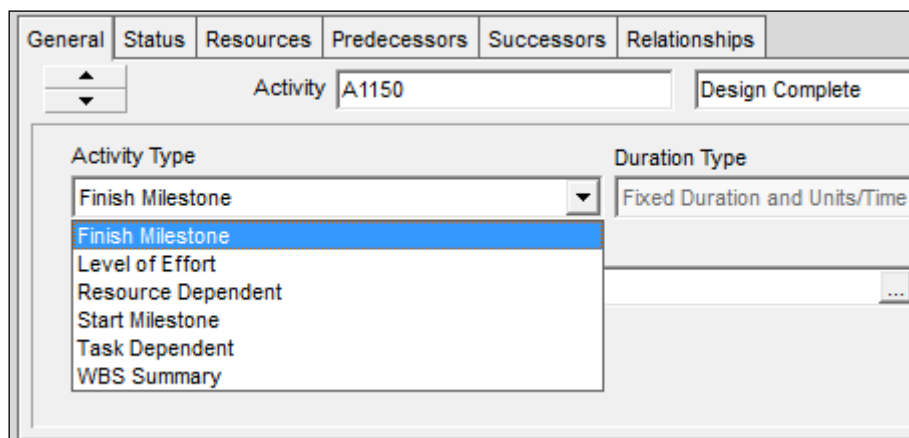 General Status Resources Predecessors Successors Relationships
Activity A1150 Design Complete
Activity Type Duration Type
Finish Milestone Fixed Duration and Units/Time
Finish Milestone
Level of Effort
Resource Dependent ...
Start Milestone
Task Dependent
WBS Summary